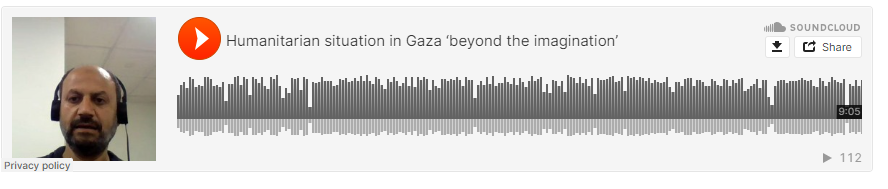 SOUNDCLOUD
Humanitarian situation in Gaza ‘beyond the imagination’
Share
9:05
Privacy policy
112